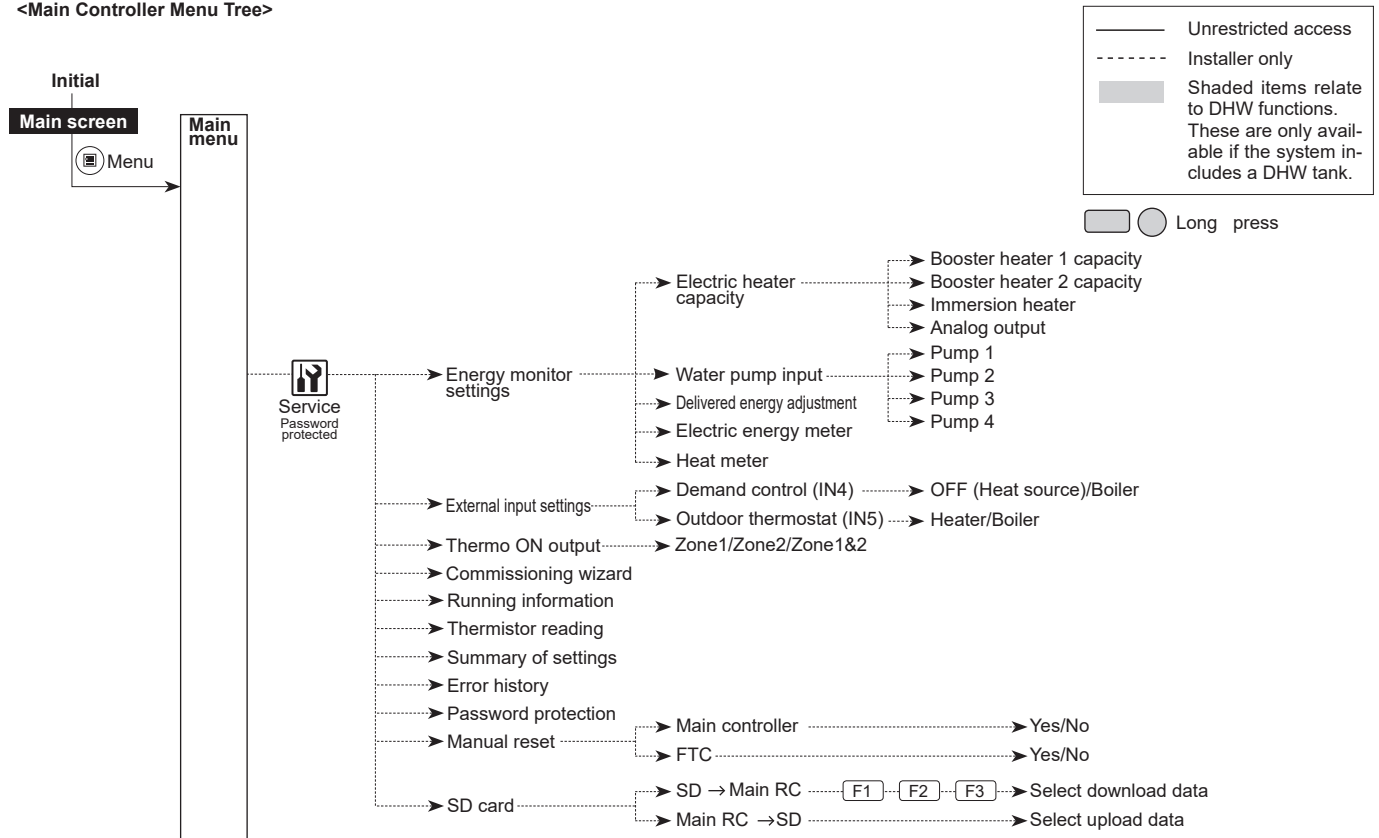 <Main Controller Menu Tree>
Unrestricted access
Installer only
Shaded items relate
to DHW functions.
These are only avail-
able if the system in-
cludes a DHW tank.
Long press
Initial
Main screen
Menu
Main
menu
Service
Password
protected
Energy monitor
settings
Electric heater
capacity
Booster heater 1 capacity
Booster heater 2 capacity
Immersion heater
Analog output
Water pump input
Pump 1
Pump 2
Pump 3
Pump 4
Delivered energy adjustment
Electric energy meter
Heat meter
External input settings
Demand control (IN4)
OFF (Heat source)/Boiler
Outdoor thermostat (IN5)
Heater/Boiler
Thermo ON output
Zone1/Zone2/Zone1&2
Commissioning wizard
Running information
Thermistor reading
Summary of settings
Error history
Password protection
Manual reset
Main controller
Yes/No
FTC
Yes/No
SD card
SD → Main RC
F1
F2
F3
Select download data
Main RC →SD
Select upload data